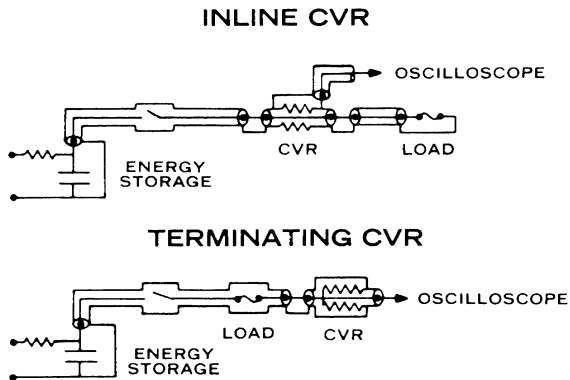 INLINE CVR
OSCILLOSCOPE
CVR
LOAD
ENERGY
STORAGE
TERMINATING CVR
OSCILLOSCOPE
LOAD
CVR
ENERGY
STORAGE